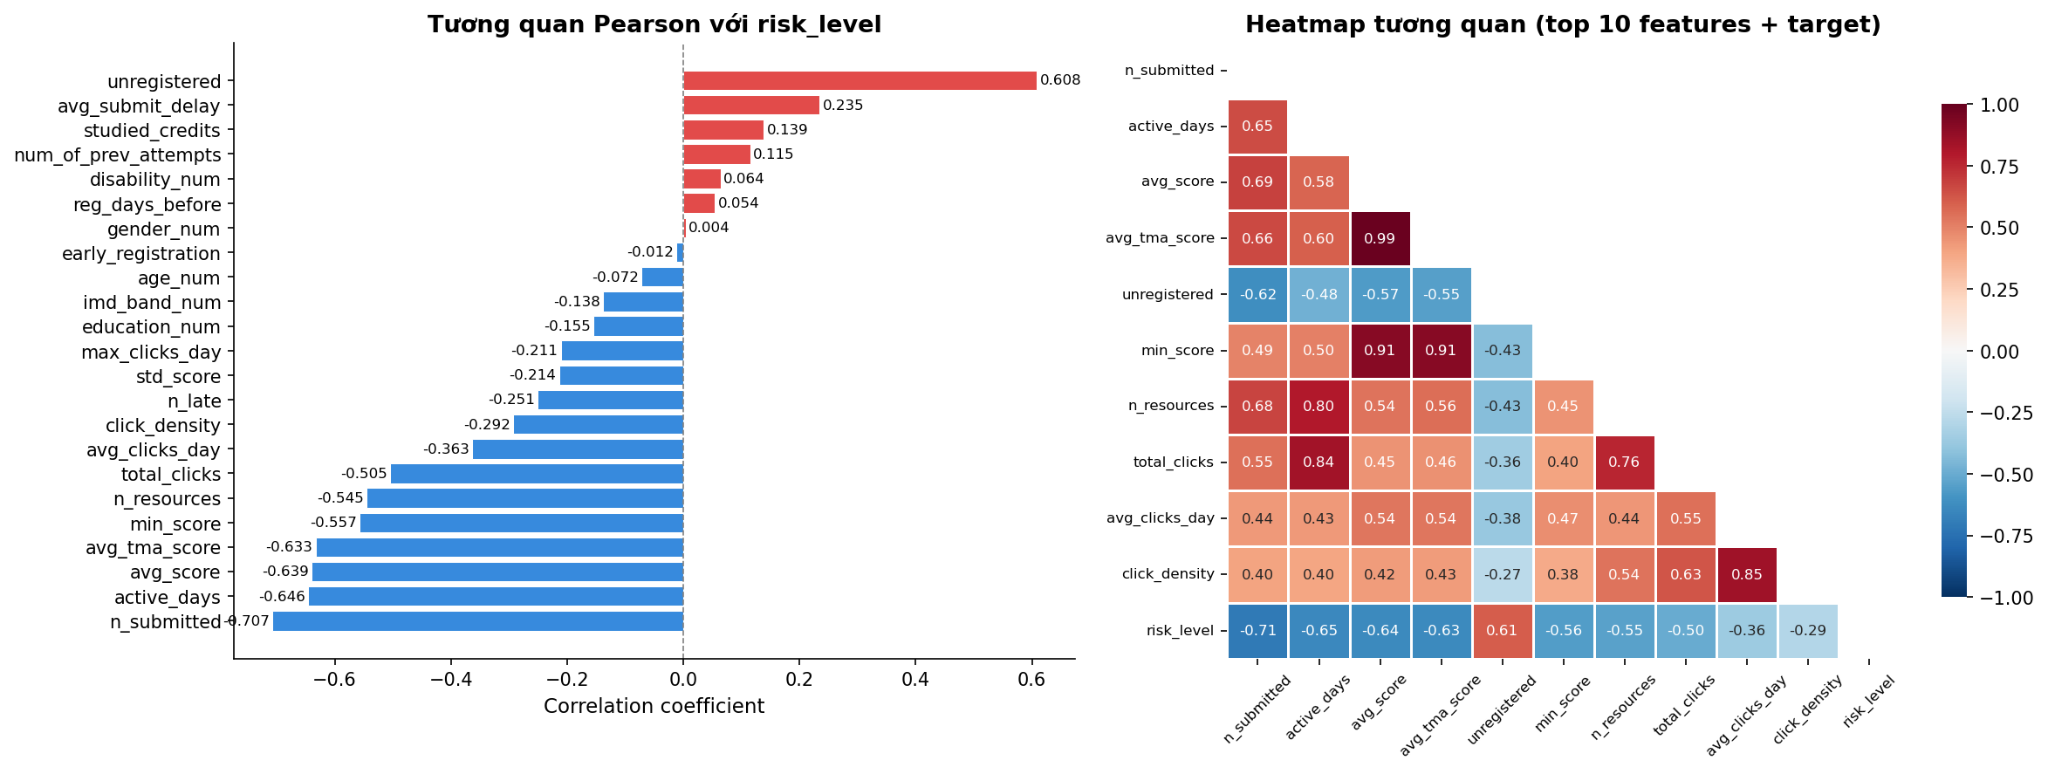 Tương quan Pearson với risk_level
unregistered 0.608
avg_submit_delay 0.235
studied_credits 0.139
num_of_prev_attempts 0.115
disability_num 0.064
reg_days_before 0.054
gender_num 0.004
early_registration -0.012
age_num -0.072
imd_band_num -0.138
education_num -0.155
max_clicks_day -0.211
std_score -0.214
n_late -0.251
click_density -0.292
avg_clicks_day -0.363
total_clicks -0.505
n_resources -0.545
min_score -0.557
avg_tma_score -0.633
avg_score -0.639
active_days -0.646
n_submitted -0.707
−0.6 −0.4 −0.2 0.0 0.2 0.4 0.6
Correlation coefficient
Heatmap tương quan (top 10 features + target)
n_submitted
active_days 0.65
avg_score 0.69 0.58
avg_tma_score 0.66 0.60 0.99
unregistered -0.62 -0.48 -0.57 -0.55
min_score 0.49 0.50 0.91 0.91 -0.43
n_resources 0.68 0.80 0.54 0.56 -0.43 0.45
total_clicks 0.55 0.84 0.45 0.46 -0.36 0.40 0.76
avg_clicks_day 0.44 0.43 0.54 0.54 -0.38 0.47 0.44 0.55
click_density 0.40 0.40 0.42 0.43 -0.27 0.38 0.54 0.63 0.85
risk_level -0.71 -0.65 -0.64 -0.63 0.61 -0.56 -0.55 -0.50 -0.36 -0.29
n_submitted active_days avg_score avg_tma_score unregistered min_score n_resources total_clicks avg_clicks_day click_density risk_level
1.00
0.75
0.50
0.25
0.00
−0.25
−0.50
−0.75
−1.00